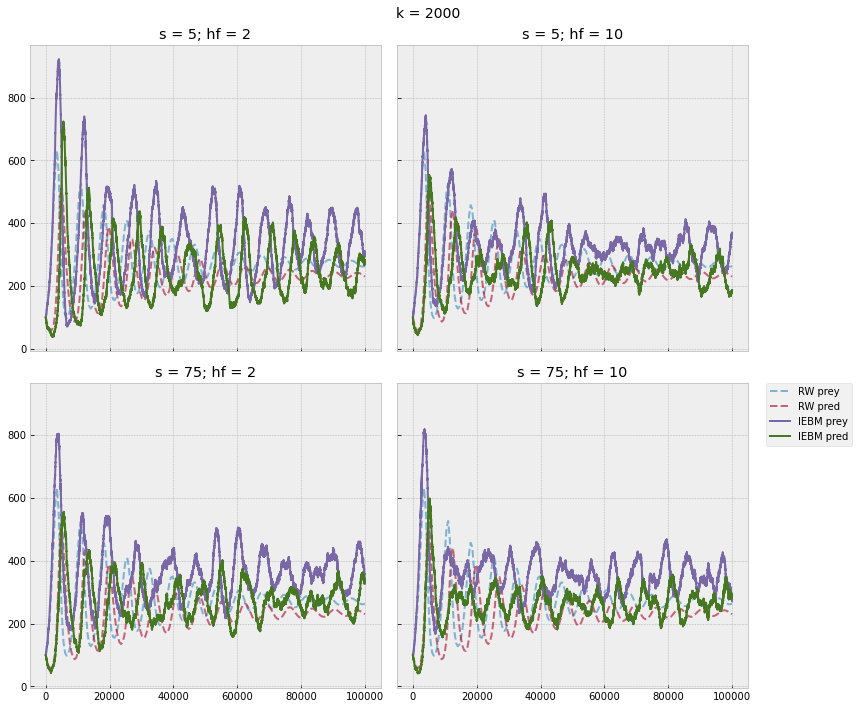 k = 2000
s = 5; hf = 2
s = 5; hf = 10
800
600
400
200
0
s = 75; hf = 2
s = 75; hf = 10
RW prey
RW pred
IEBM prey
IEBM pred
800
600
400
200
0
0 20000 40000 60000 80000 100000
0 20000 40000 60000 80000 100000